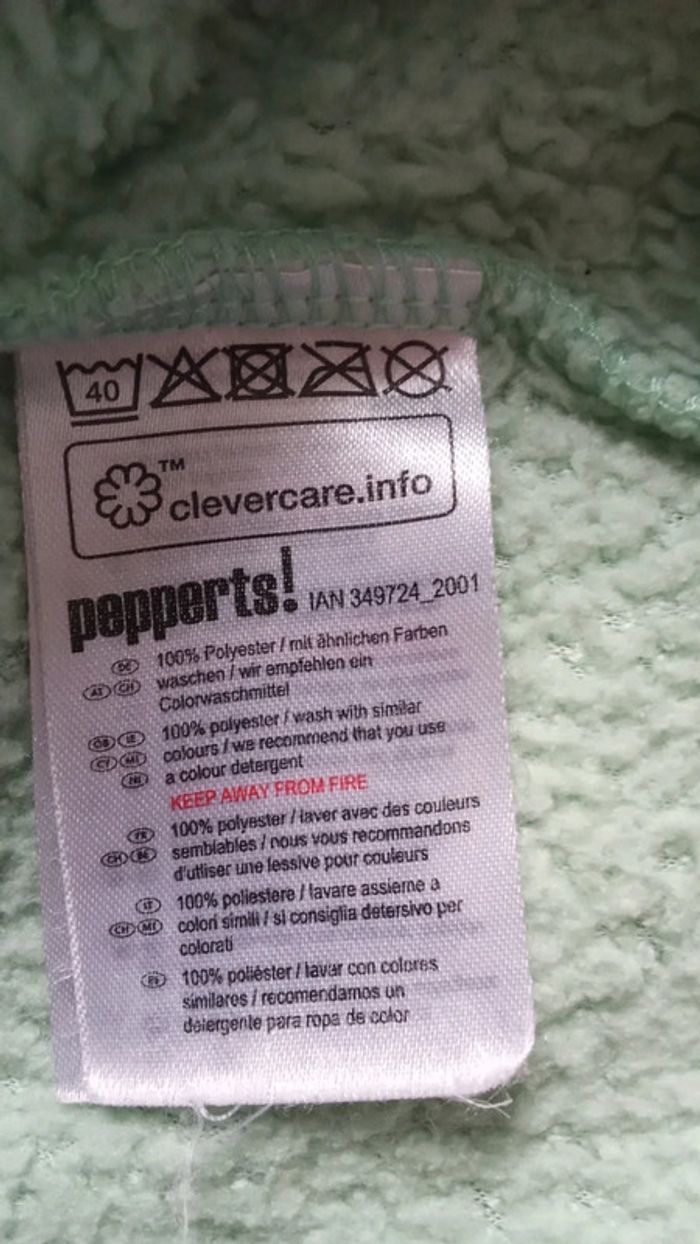 40
TM
clevercare.info
pepperts! IAN 349724_2001
DE 100% Polyester / mit ähnlichen Farben
AT CH waschen / wir empfehlen ein
Colorwaschmittel
GB IE 100% polyester / wash with similar
CY MT colours / we recommend that you use
NI a colour detergent
KEEP AWAY FROM FIRE
FR 100% polyester / laver avec des couleurs
CH BE semblables / nous vous recommandons
d'utliser une lessive pour couleurs
IT 100% poliestere / lavare assieme a
CH MT colori simili / si consiglia detersivo per
colorati
ES 100% poliéster / lavar con colores
similares / recomendamos un
detergente para ropa de color